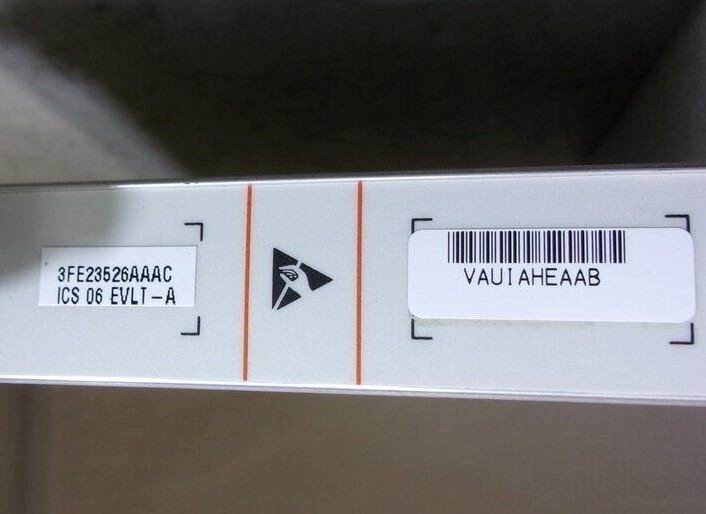 3FE23526AAAC
ICS 06 EVLT-A
VAUIAHEAAB